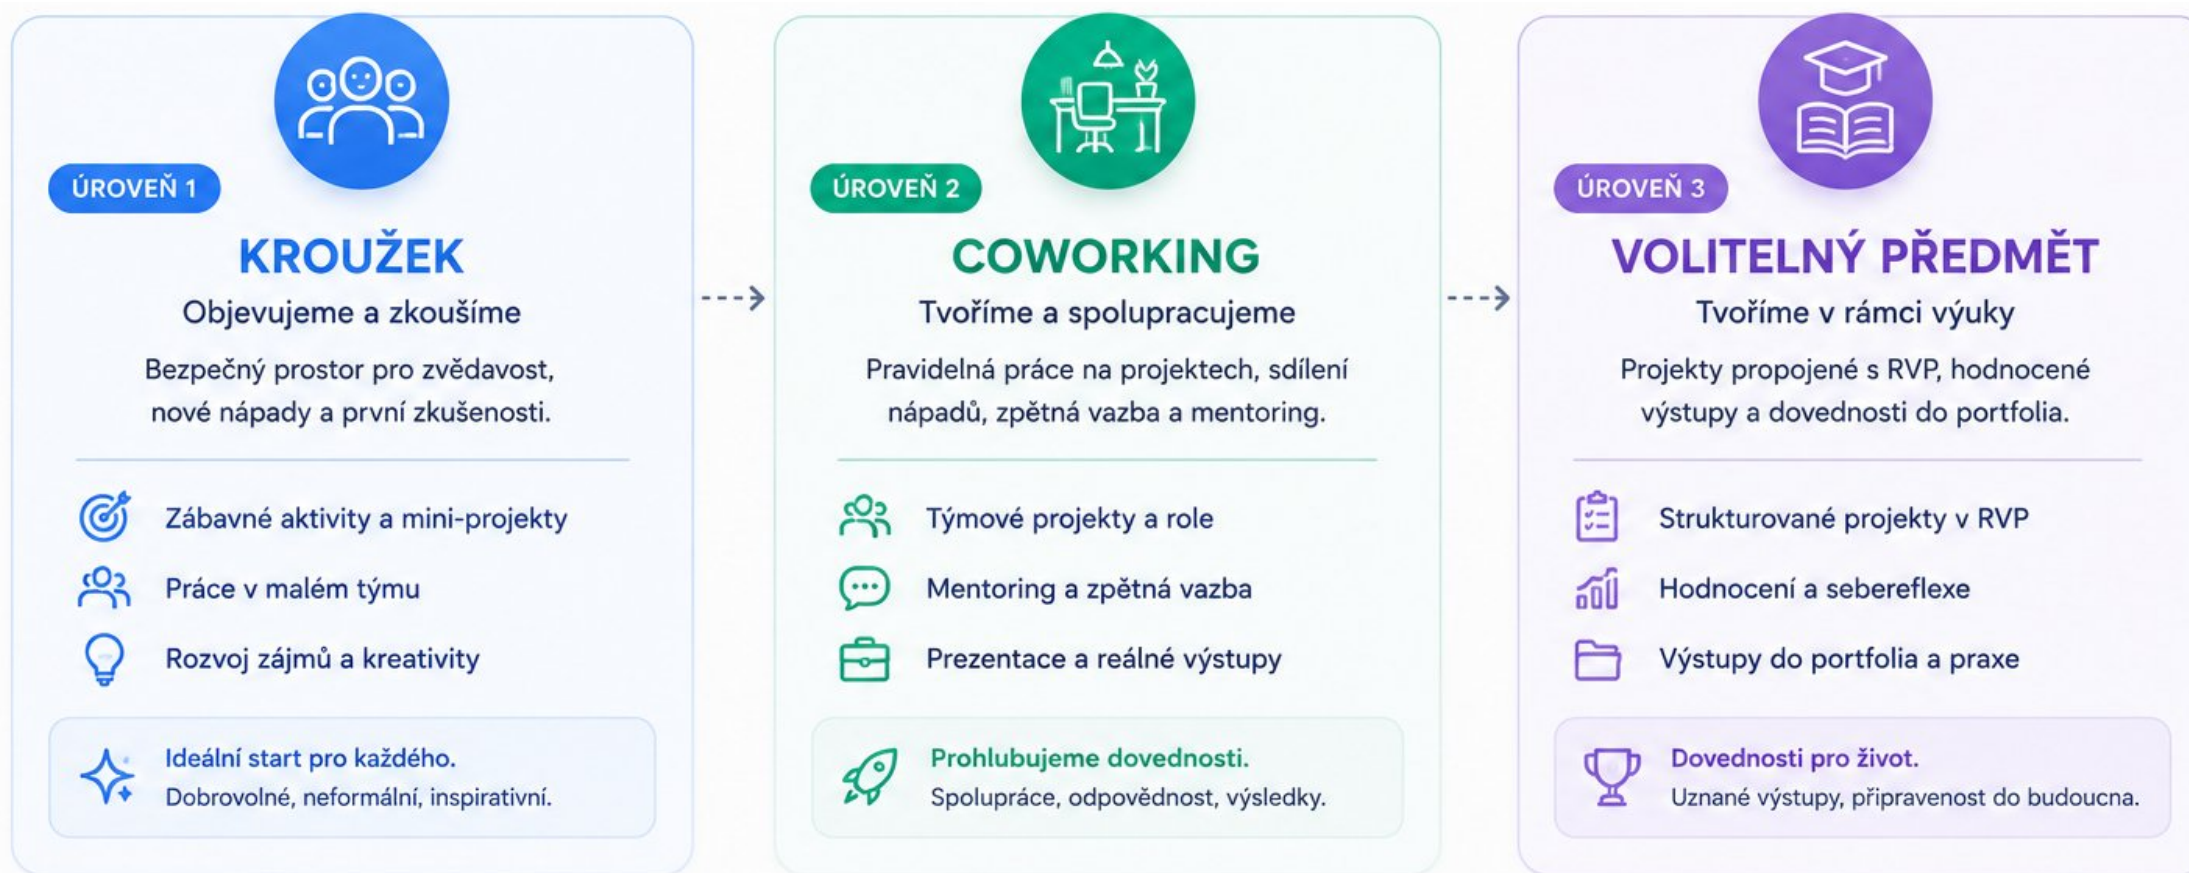 ÚROVEŇ 1
KROUŽEK
Objevujeme a zkoušíme
Bezpečný prostor pro zvědavost,
nové nápady a první zkušenosti.
Zábavné aktivity a mini-projekty
Práce v malém týmu
Rozvoj zájmů a kreativity
Ideální start pro každého.
Dobrovolné, neformální, inspirativní.
ÚROVEŇ 2
COWORKING
Tvoříme a spolupracujeme
Pravidelná práce na projektech, sdílení
nápadů, zpětná vazba a mentoring.
Týmové projekty a role
Mentoring a zpětná vazba
Prezentace a reálné výstupy
Prohlubujeme dovednosti.
Spolupráce, odpovědnost, výsledky.
ÚROVEŇ 3
VOLITELNÝ PŘEDMĚT
Tvoříme v rámci výuky
Projekty propojené s RVP, hodnocené
výstupy a dovednosti do portfolia.
Strukturované projekty v RVP
Hodnocení a sebereflexe
Výstupy do portfolia a praxe
Dovednosti pro život.
Uznané výstupy, připravenost do budoucna.